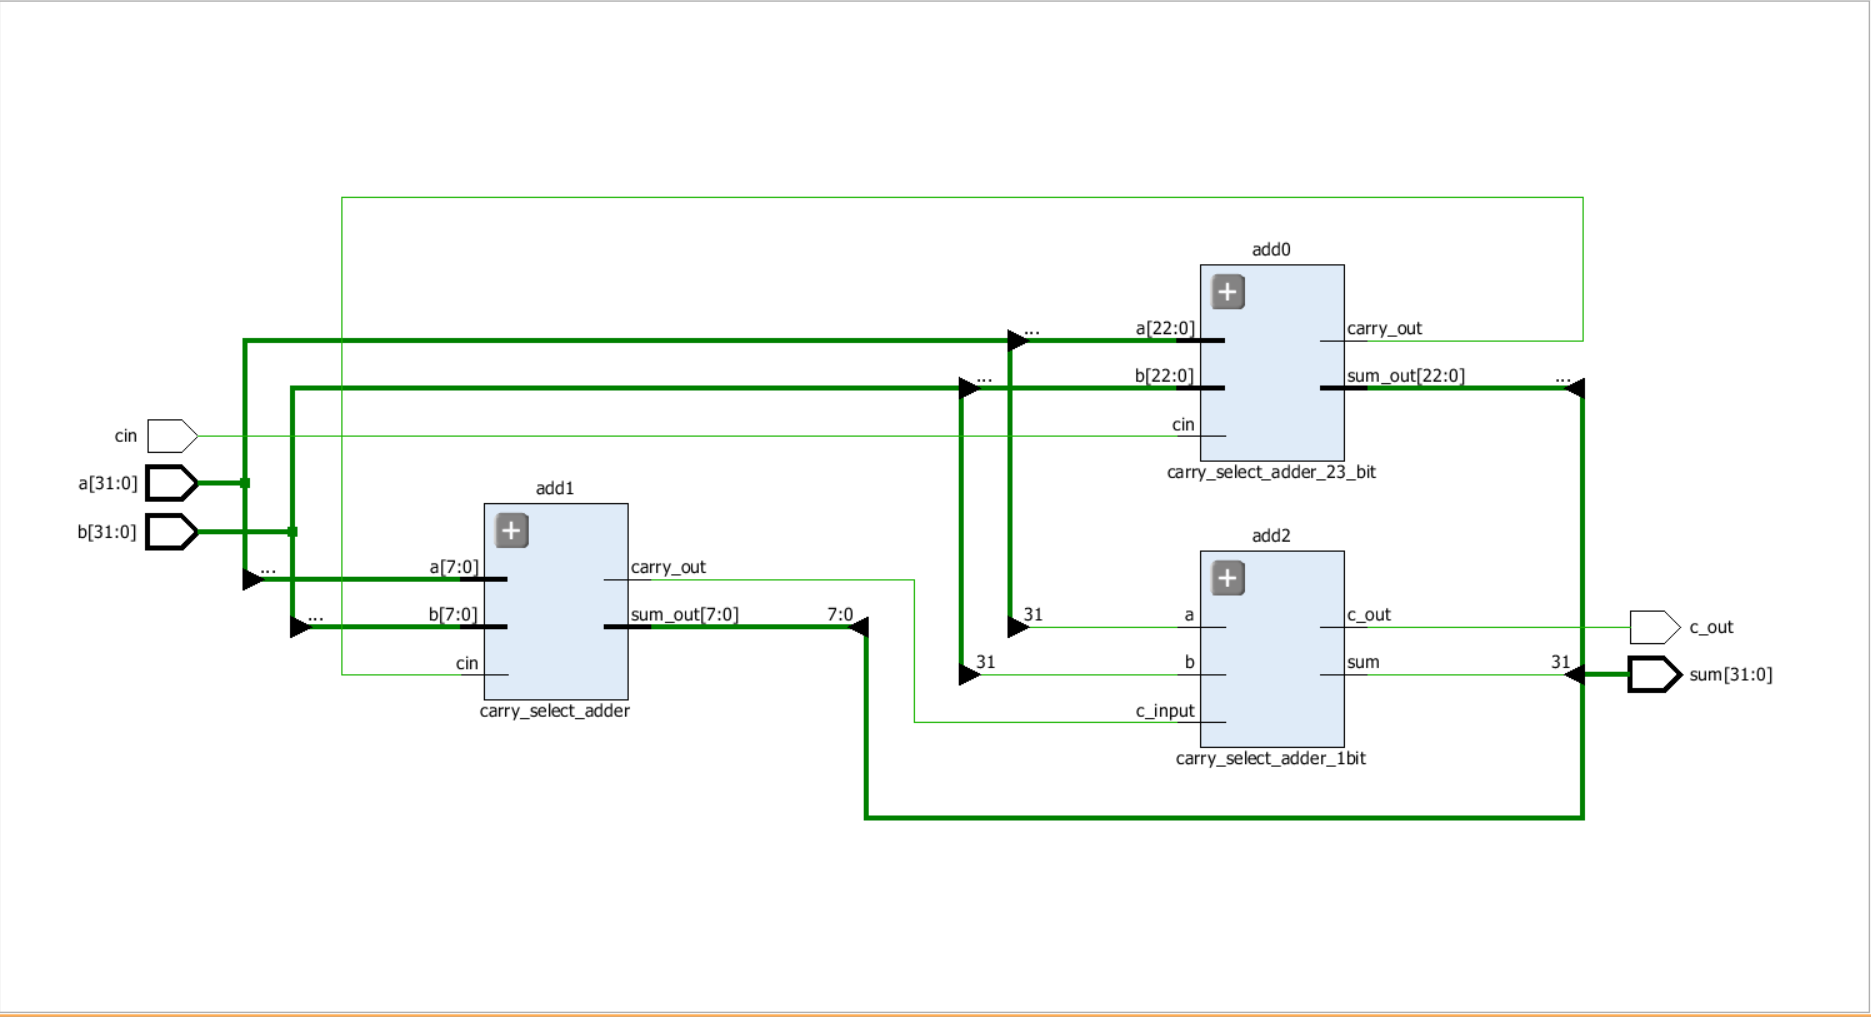 add0
a[22:0]
carry_out
...
b[22:0]
sum_out[22:0]
...
...
cin
cin
carry_select_adder_23_bit
a[31:0]
b[31:0]
add1
a[7:0]
carry_out
...
b[7:0]
sum_out[7:0]
7:0
...
cin
carry_select_adder
add2
31
a
c_out
c_out
31
b
sum
31
sum[31:0]
c_input
carry_select_adder_1bit